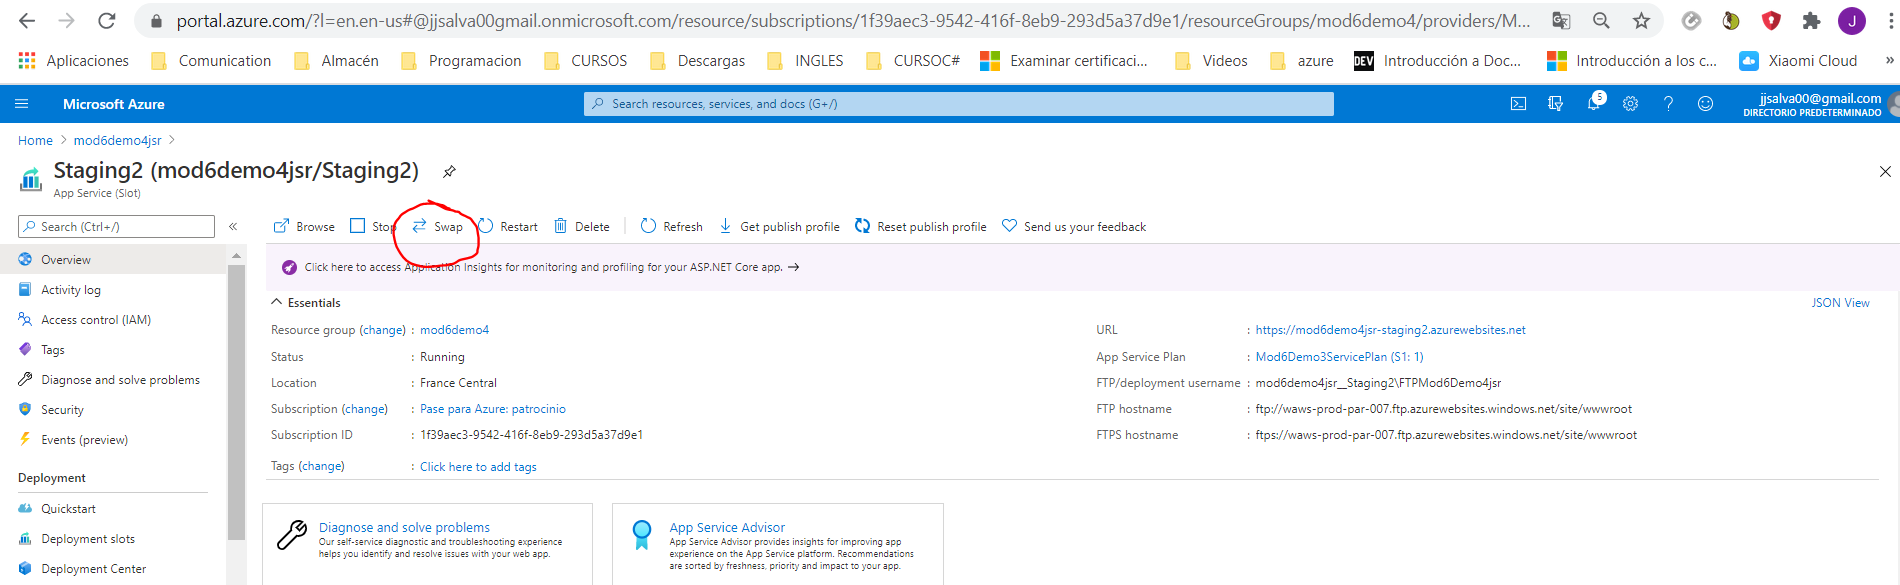 portal.azure.com/?l=en.en-us#@jjsalva00gmail.onmicrosoft.com/resource/subscriptions/1f39aec3-9542-416f-8eb9-293d5a37d9e1/resourceGroups/mod6demo4/providers/M...
J
Aplicaciones Comunication Almacén Programacion CURSOS Descargas INGLES CURSOC# Examinar certificaci... Videos azure DEV Introducción a Doc... Introducción a los c... Xiaomi Cloud »
Microsoft Azure
Search resources, services, and docs (G+/)
5
jjsalva00@gmail.com
DIRECTORIO PREDETERMINADO
Home > mod6demo4jsr >
Staging2 (mod6demo4jsr/Staging2)
App Service (Slot)
Search (Ctrl+/) «
Browse Stop Swap Restart Delete Refresh Get publish profile Reset publish profile Send us your feedback
Click here to access Application Insights for monitoring and profiling for your ASP.NET Core app. →
Overview
Activity log
Access control (IAM)
Tags
Diagnose and solve problems
Security
Events (preview)
Deployment
Quickstart
Deployment slots
Deployment Center
Essentials
JSON View
Resource group (change) : mod6demo4
Status : Running
Location : France Central
Subscription (change) : Pase para Azure: patrocinio
Subscription ID : 1f39aec3-9542-416f-8eb9-293d5a37d9e1
Tags (change) : Click here to add tags
URL : https://mod6demo4jsr-staging2.azurewebsites.net
App Service Plan : Mod6Demo3ServicePlan (S1: 1)
FTP/deployment username : mod6demo4jsr__Staging2\FTPMod6Demo4jsr
FTP hostname : ftp://waws-prod-par-007.ftp.azurewebsites.windows.net/site/wwwroot
FTPS hostname : ftps://waws-prod-par-007.ftp.azurewebsites.windows.net/site/wwwroot
Diagnose and solve problems
Our self-service diagnostic and troubleshooting experience
helps you identify and resolve issues with your web app.
App Service Advisor
App Service Advisor provides insights for improving app
experience on the App Service platform. Recommendations
are sorted by freshness, priority and impact to your app.